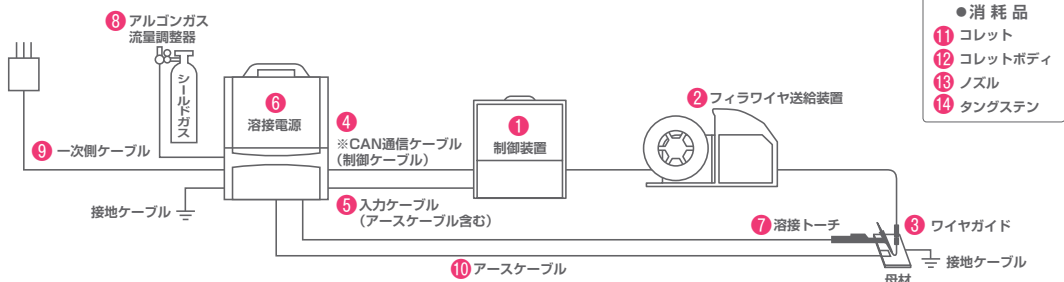 ⑧ アルゴンガス
流量調整器
シールドガス
⑥
溶接電源
⑨ 一次側ケーブル
接地ケーブル
④
※CAN通信ケーブル
（制御ケーブル）
⑤ 入力ケーブル
（アースケーブル含む）
①
制御装置
② フィラワイヤ送給装置
⑦ 溶接トーチ
③ ワイヤガイド
接地ケーブル
母材
⑩ アースケーブル
●消耗品
⑪ コレット
⑫ コレットボディ
⑬ ノズル
⑭ タングステン